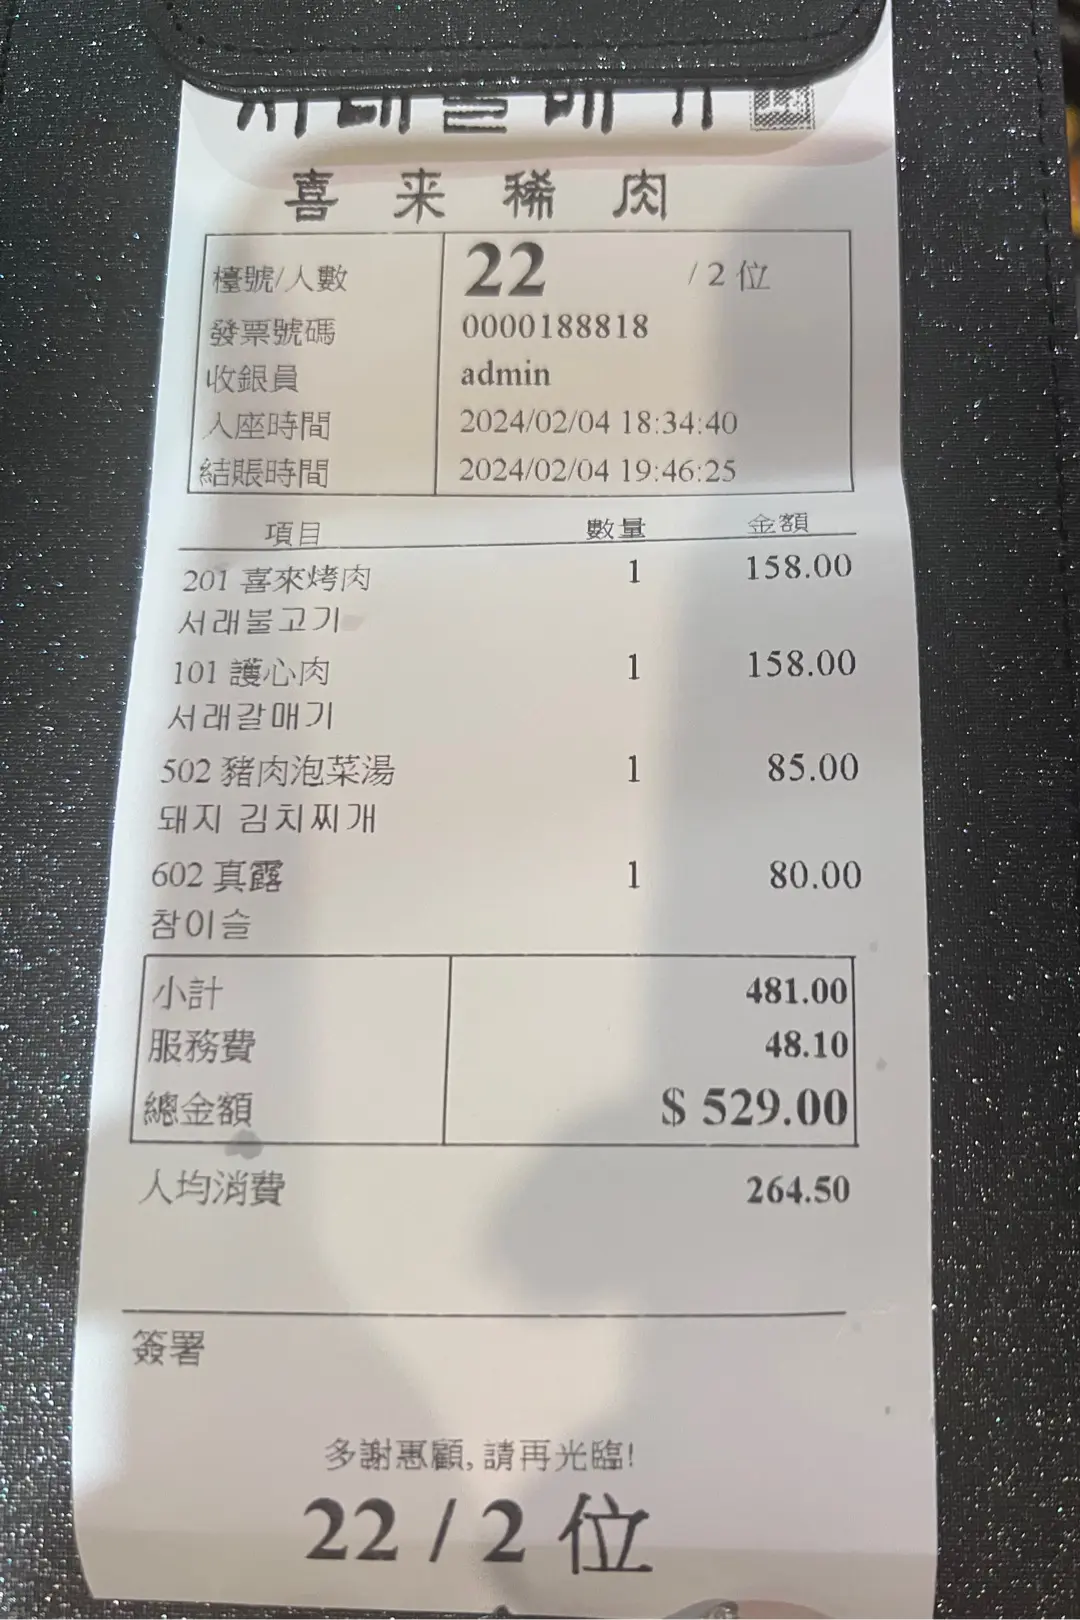 서래갈매기
喜来稀肉
檯號/人數 22 / 2 位
發票號碼 0000188818
收銀員 admin
入座時間 2024/02/04 18:34:40
結賬時間 2024/02/04 19:46:25
項目 數量 金額
201 喜來烤肉 1 158.00
서래불고기
101 護心肉 1 158.00
서래갈매기
502 豬肉泡菜湯 1 85.00
돼지 김치찌개
602 真露 1 80.00
참이슬
小計 481.00
服務費 48.10
總金額 $ 529.00
人均消費 264.50
簽署
多謝惠顧, 請再光臨!
22 / 2 位